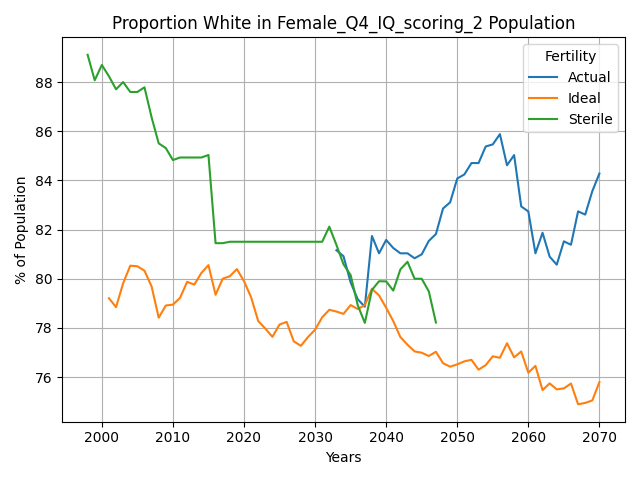 Proportion White in Female_Q4_IQ_scoring_2 Population
Fertility
Actual
Ideal
Sterile
% of Population
88
86
84
82
80
78
76
2000 2010 2020 2030 2040 2050 2060 2070
Years